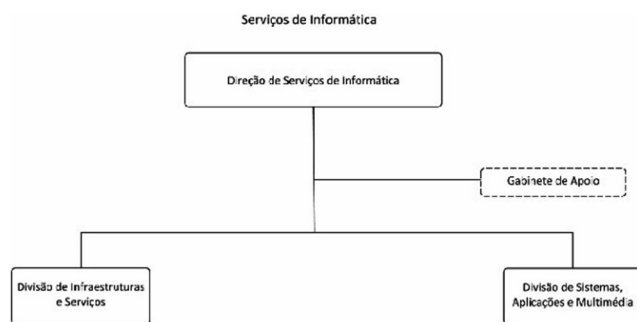 Serviços de Informática
Direção de Serviços de Informática
Gabinete de Apoio
Divisão de Infraestruturas
e Serviços
Divisão de Sistemas,
Aplicações e Multimédia